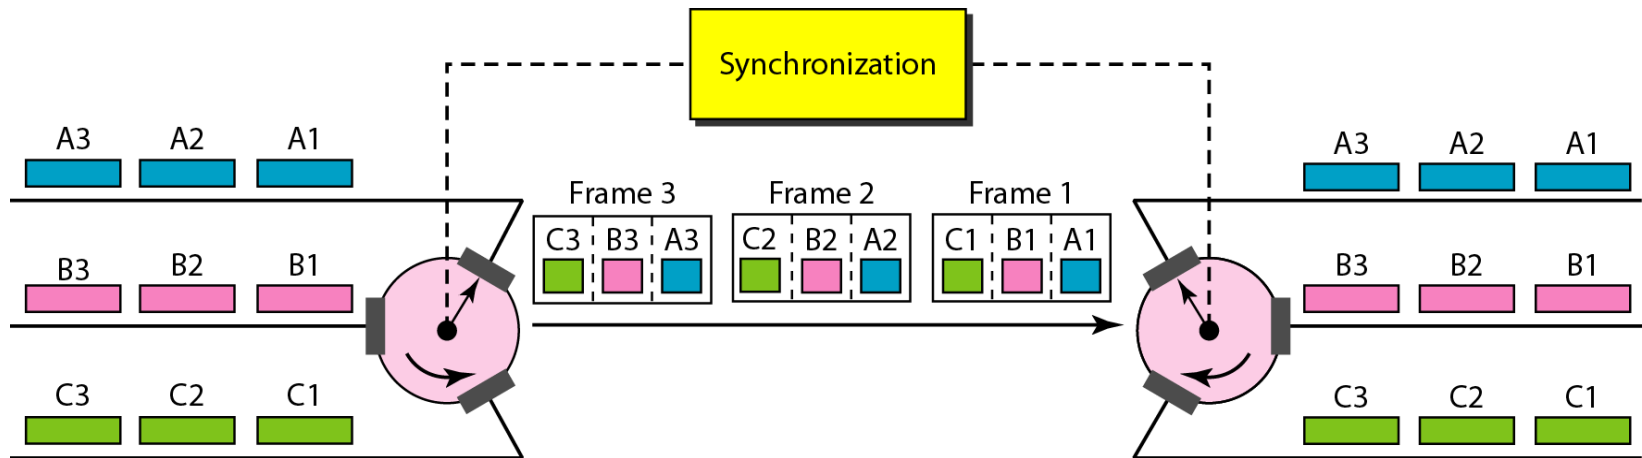 Synchronization
A3 A2 A1
A3 A2 A1
Frame 3 Frame 2 Frame 1
C3 B3 A3 C2 B2 A2 C1 B1 A1
B3 B2 B1
B3 B2 B1
C3 C2 C1
C3 C2 C1